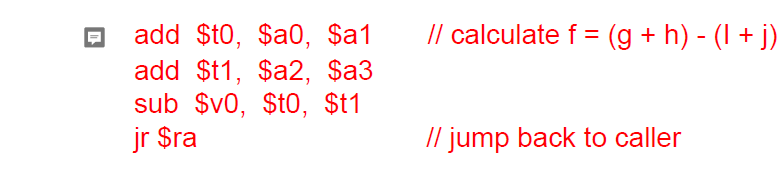 add $t0, $a0, $a1 // calculate f = (g + h) - (I + j)
add $t1, $a2, $a3
sub $v0, $t0, $t1
jr $ra // jump back to caller